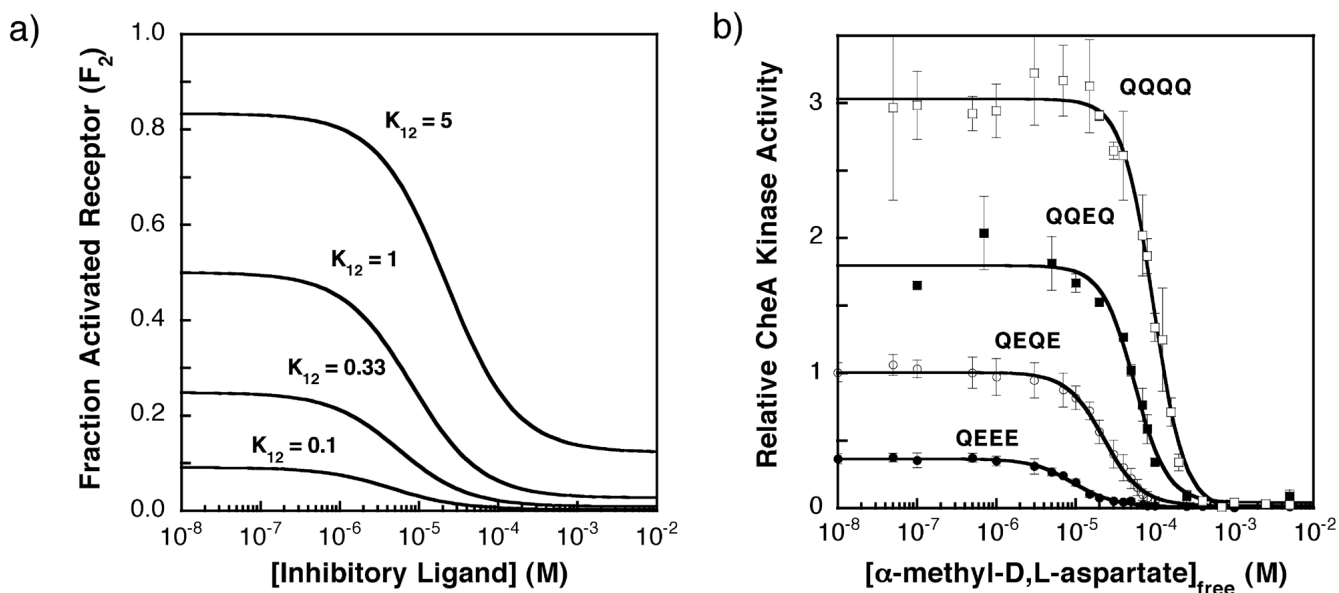 a)
Fraction Activated Receptor (F₂)
1.0
0.8
0.6
0.4
0.2
0.0
K₁₂ = 5
K₁₂ = 1
K₁₂ = 0.33
K₁₂ = 0.1
10⁻⁸ 10⁻⁷ 10⁻⁶ 10⁻⁵ 10⁻⁴ 10⁻³ 10⁻²
[Inhibitory Ligand] (M)
b)
Relative CheA Kinase Activity
3
2
1
0
QQQQ
QQEQ
QEQE
QEEE
10⁻⁸ 10⁻⁷ 10⁻⁶ 10⁻⁵ 10⁻⁴ 10⁻³ 10⁻²
[α-methyl-D,L-aspartate]free (M)